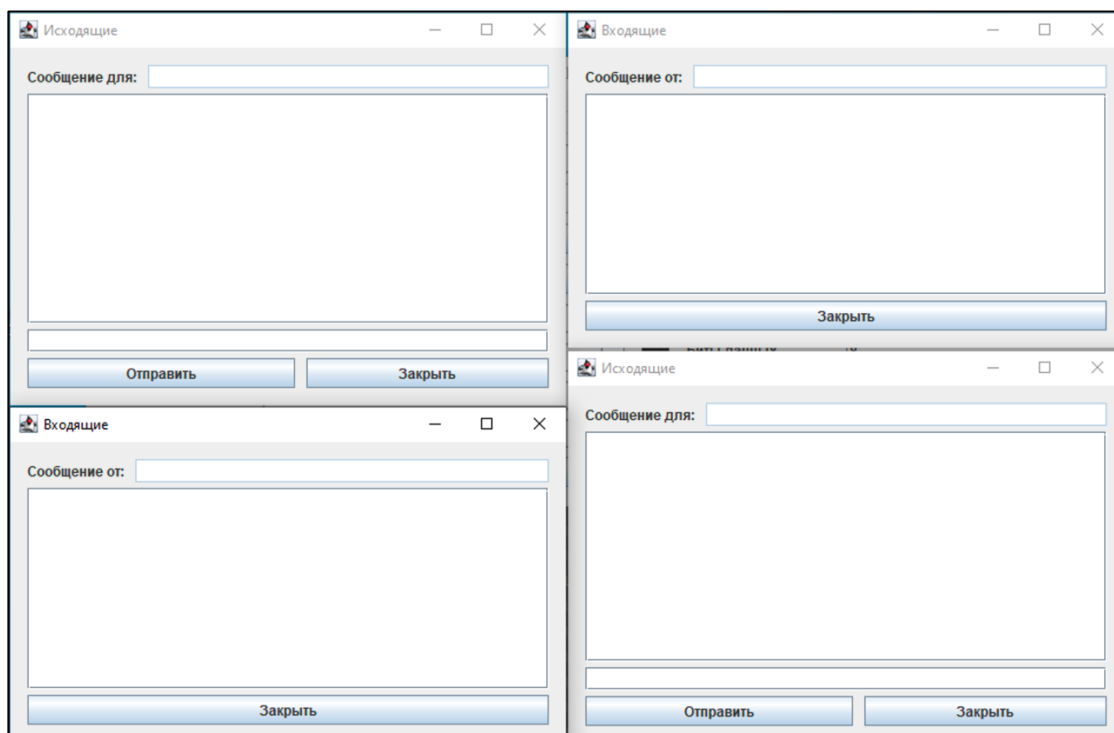 Исходящие
Сообщение для:
Отправить
Закрыть
Входящие
Сообщение от:
Закрыть
Входящие
Сообщение от:
Закрыть
Исходящие
Сообщение для:
Отправить
Закрыть